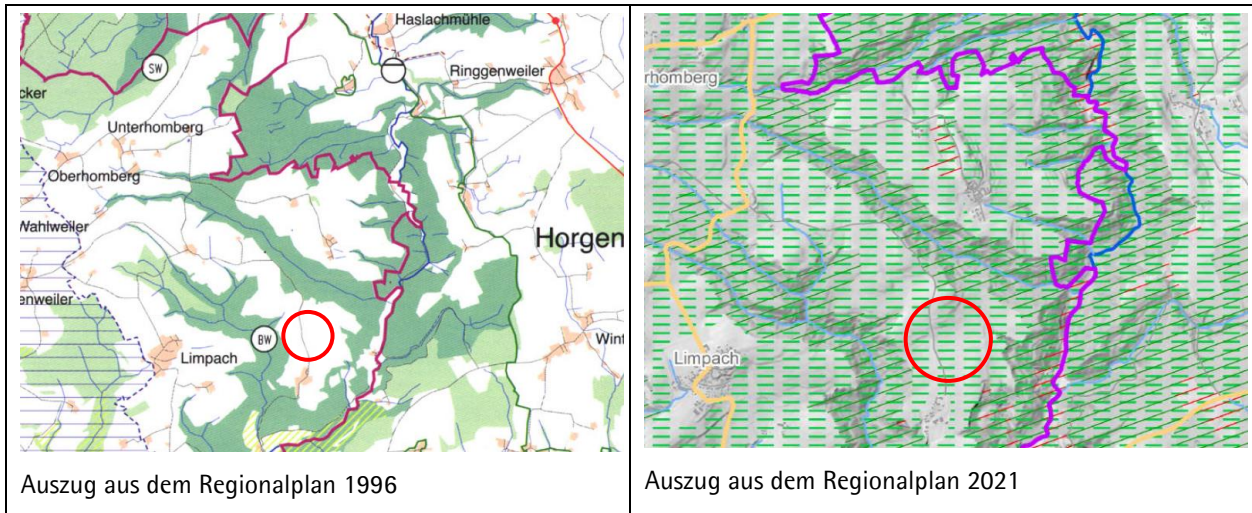 Haslachmühle
SW
Ringgenweiler
cker
Unterhomberg
Oberhomberg
Wahlweiler
Horgen
enweiler
BW
Limpach
Wint
Auszug aus dem Regionalplan 1996
rhomberg
Limpach
Auszug aus dem Regionalplan 2021